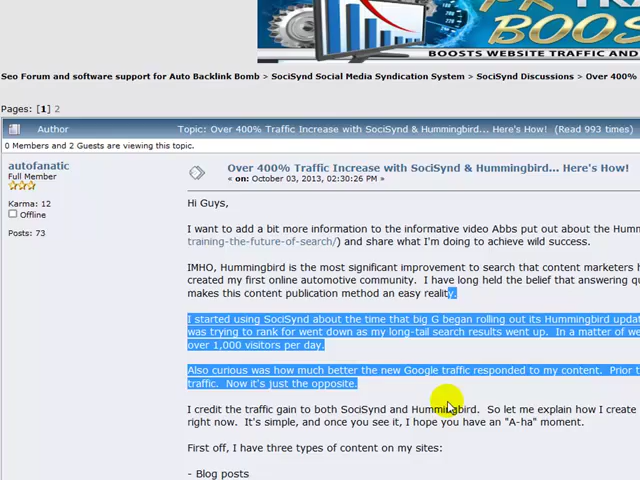 BOOS
BOOSTS WEBSITE TRAFFIC AND
Seo Forum and software support for Auto Backlink Bomb > SociSynd Social Media Syndication System > SociSynd Discussions > Over 400%
Pages: [1] 2
Author Topic: Over 400% Traffic Increase with SociSynd & Hummingbird... Here's How! (Read 993 times)
0 Members and 2 Guests are viewing this topic.
autofanatic
Full Member
Karma: 12
Offline
Posts: 73
Over 400% Traffic Increase with SociSynd & Hummingbird... Here's How!
« on: October 03, 2013, 02:30:26 PM »
Hi Guys,
I want to add a bit more information to the informative video Abbs put out about the Humm
training-the-future-of-search/) and share what I'm doing to achieve wild success.
IMHO, Hummingbird is the most significant improvement to search that content marketers h
created my first online automotive community. I have long held the belief that answering qu
makes this content publication method an easy reality.
I started using SociSynd about the time that big G began rolling out its Hummingbird updat
was trying to rank for went down as my long-tail search results went up. In a matter of we
over 1,000 visitors per day.
Also curious was how much better the new Google traffic responded to my content. Prior t
traffic. Now it's just the opposite.
I credit the traffic gain to both SociSynd and Hummingbird. So let me explain how I create
right now. It's simple, and once you see it, I hope you have an "A-ha" moment.
First off, I have three types of content on my sites:
- Blog posts